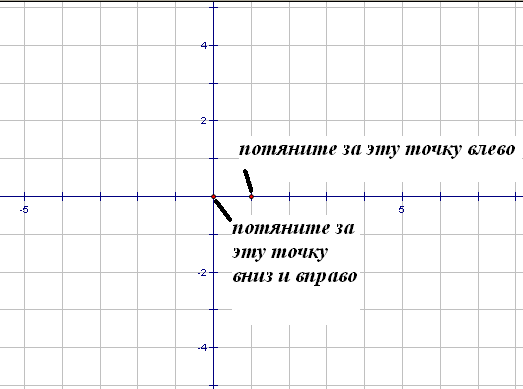 4
2
потяните за эту точку влево
-5
5
потяните за
эту точку
вниз и вправо
-2
-4